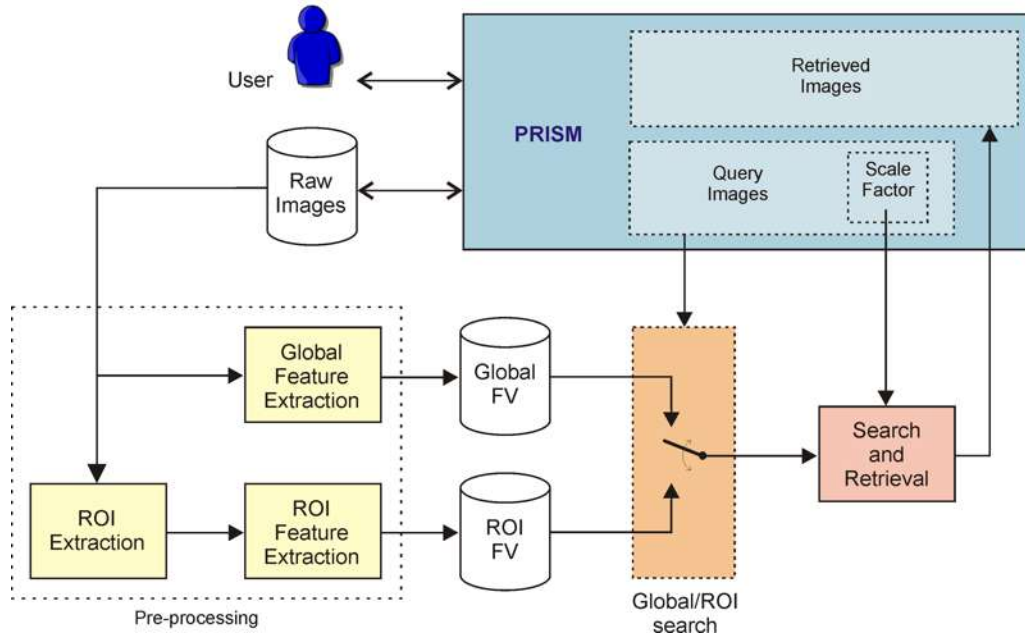 User
PRISM
Retrieved
Images
Raw
Images
Query
Images
Scale
Factor
Global
Feature
Extraction
Global
FV
Search
and
Retrieval
ROI
Extraction
ROI
Feature
Extraction
ROI
FV
Pre-processing
Global/ROI
search